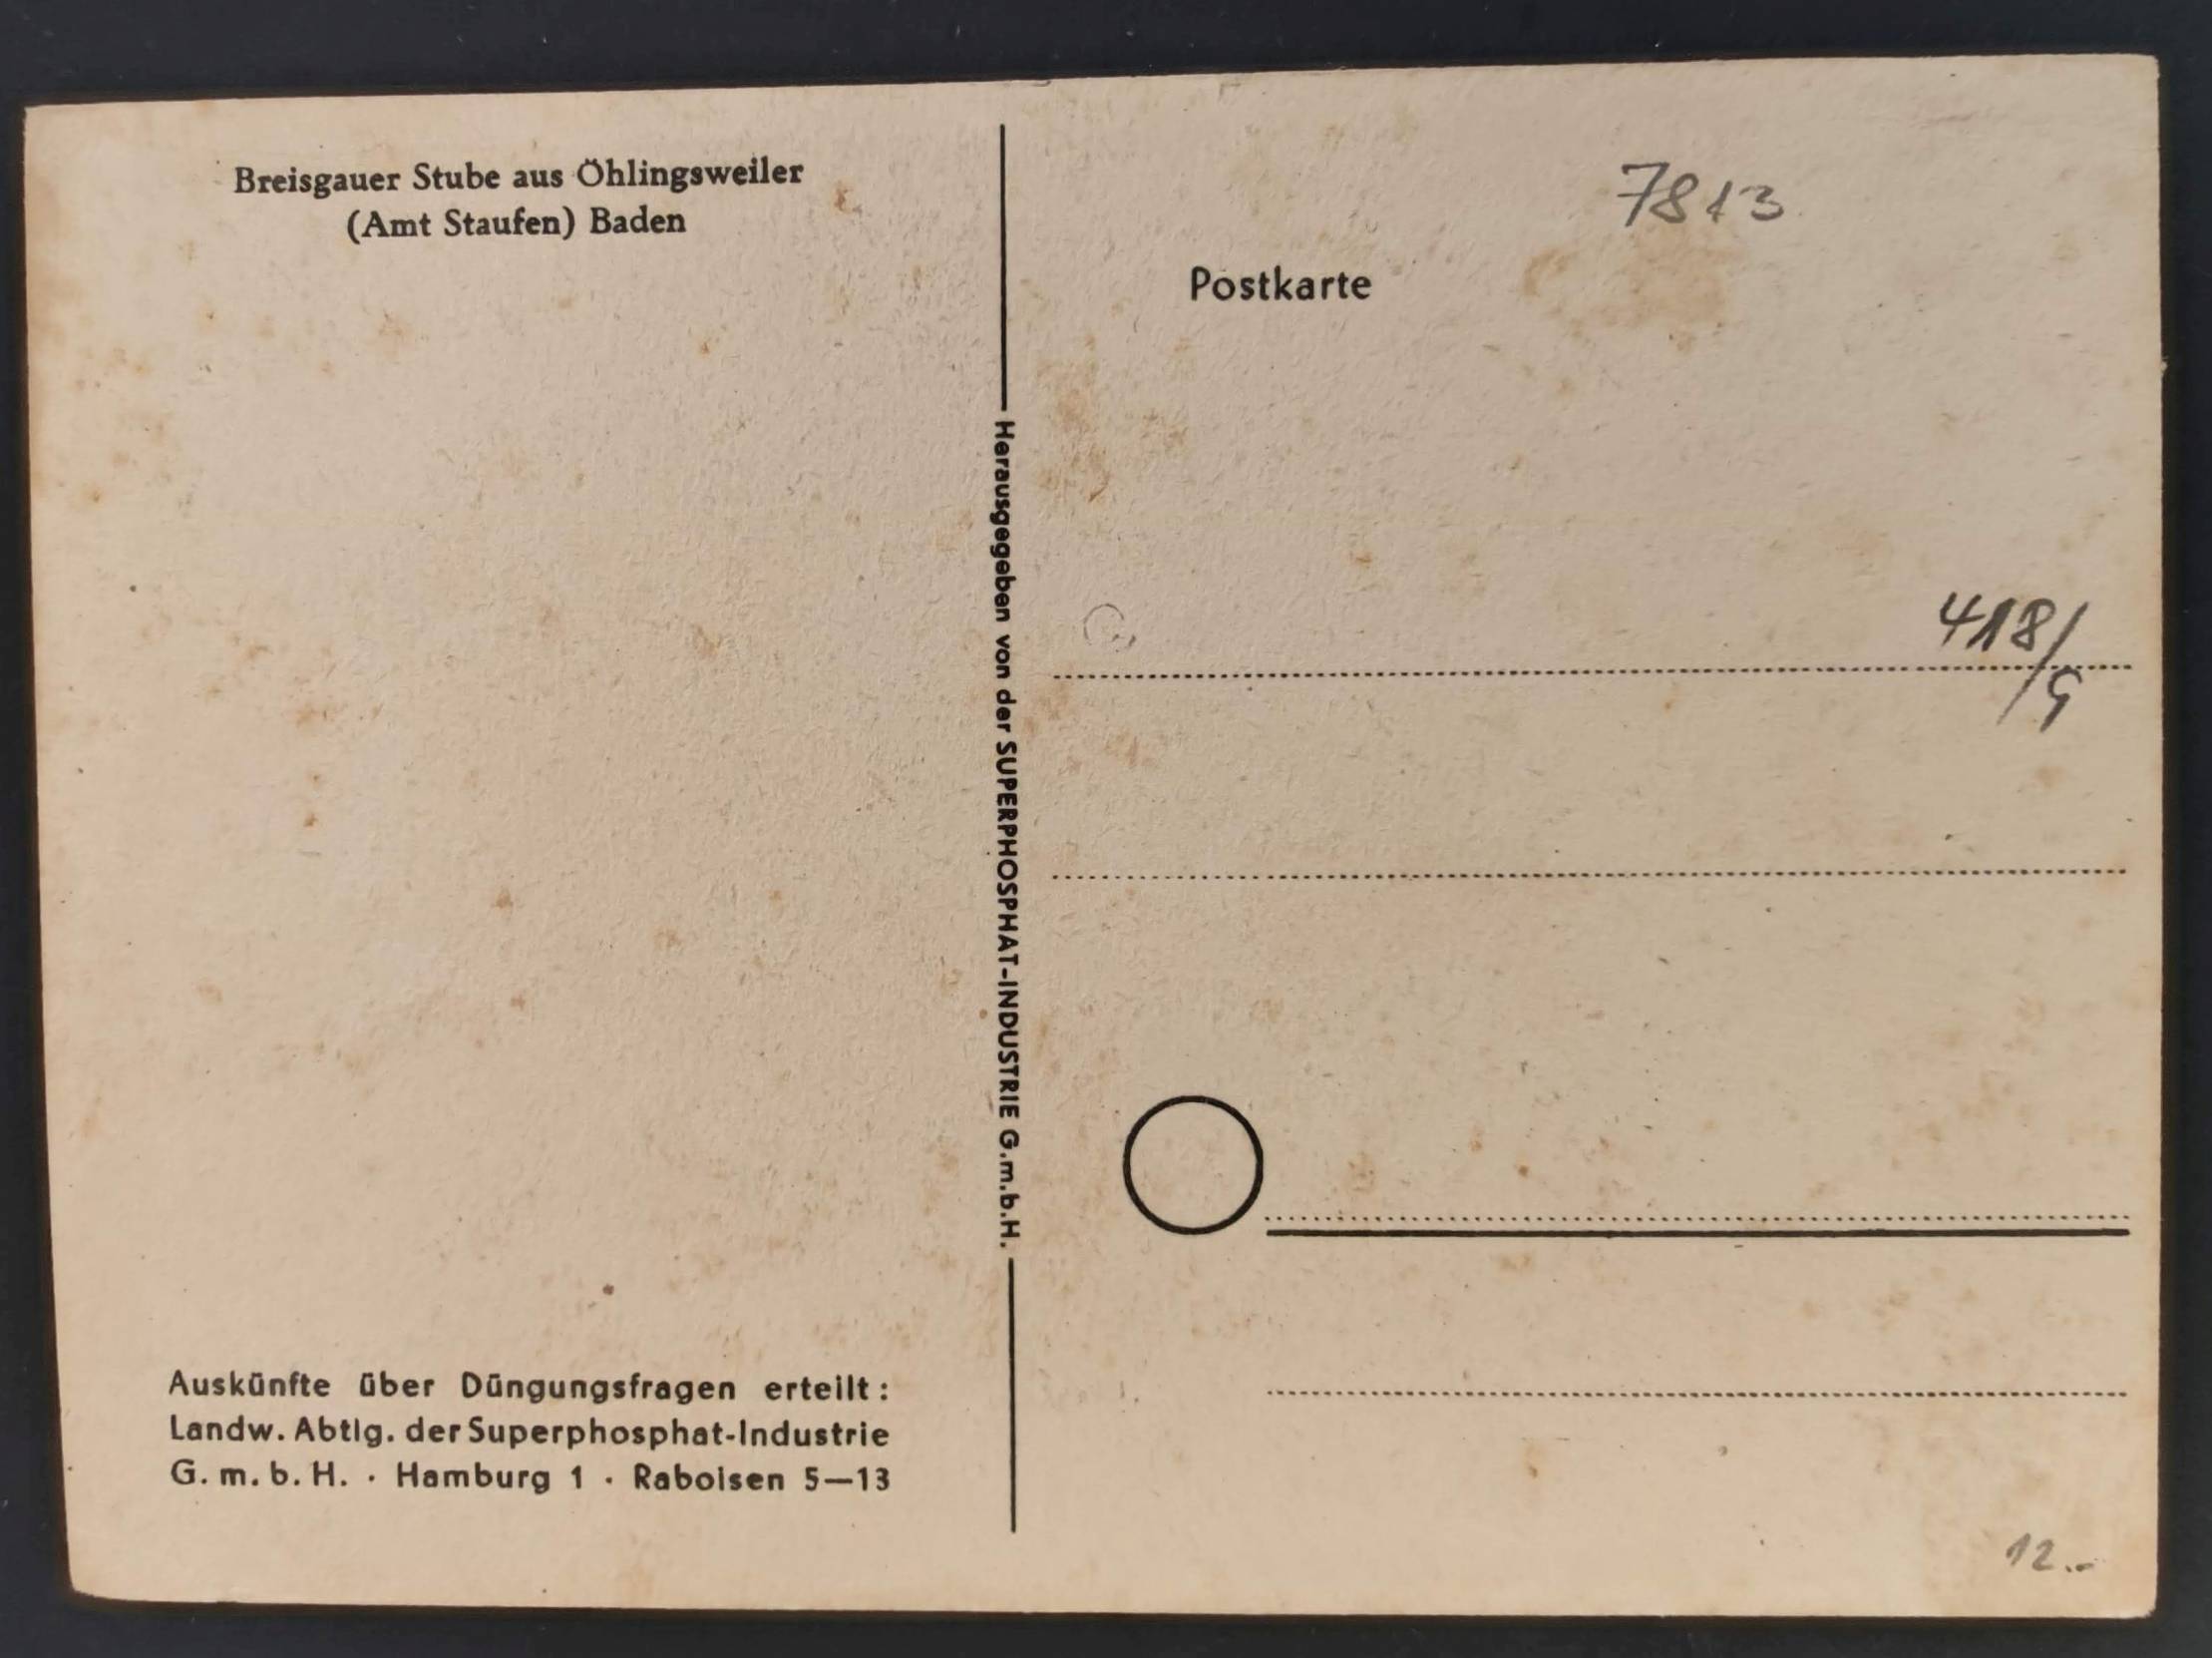 Breisgauer Stube aus Öhlingsweiler
(Amt Staufen) Baden
Auskünfte über Düngungsfragen erteilt:
Landw. Abtlg. der Superphosphat-Industrie
G. m. b. H. · Hamburg 1 · Raboisen 5—13
Herausgegeben von der SUPERPHOSPHAT-INDUSTRIE G.m.b.H.
7813
Postkarte
418/
9
12.-